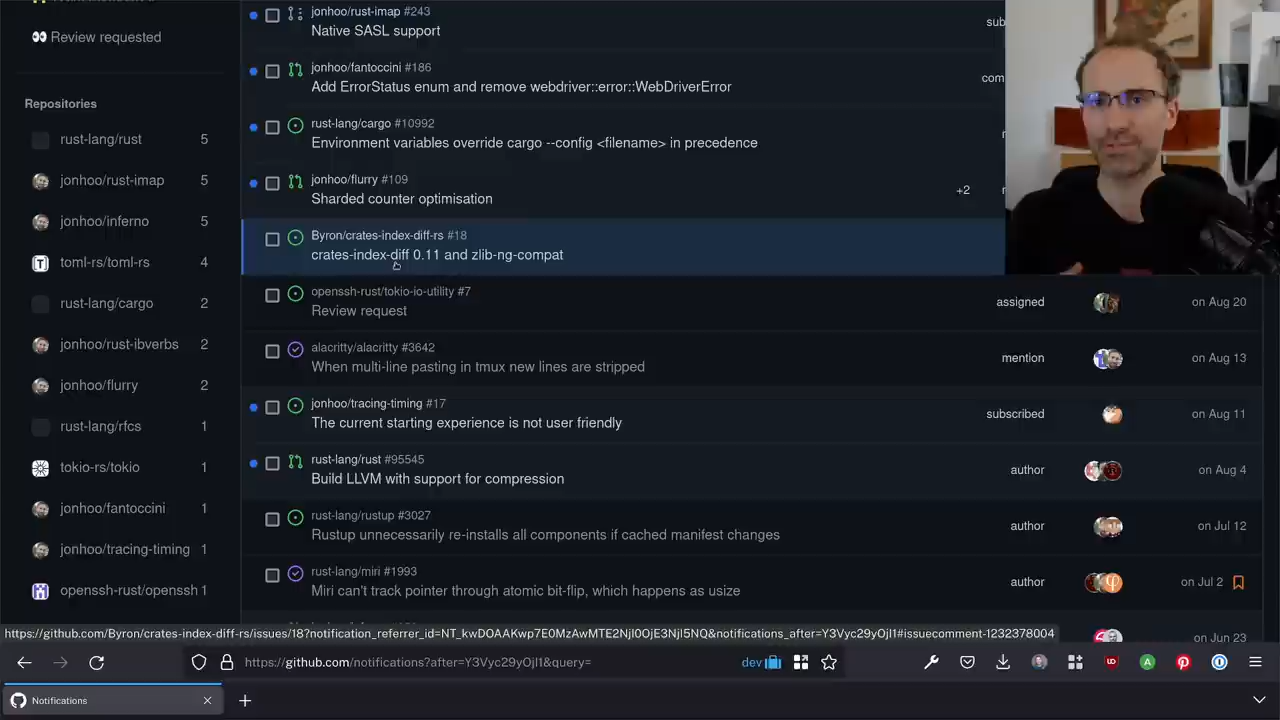 Review requested
Repositories
rust-lang/rust 5
jonhoo/rust-imap 5
jonhoo/inferno 5
toml-rs/toml-rs 4
rust-lang/cargo 2
jonhoo/rust-ibverbs 2
jonhoo/flurry 2
rust-lang/rfcs 1
tokio-rs/tokio 1
jonhoo/fantoccini 1
jonhoo/tracing-timing 1
openssh-rust/openssh 1
jonhoo/rust-imap #243
Native SASL support
sub
jonhoo/fantoccini #186
Add ErrorStatus enum and remove webdriver::error::WebDriverError
com
rust-lang/cargo #10992
Environment variables override cargo --config <filename> in precedence
jonhoo/flurry #109
Sharded counter optimisation
+2
Byron/crates-index-diff-rs #18
crates-index-diff 0.11 and zlib-ng-compat
openssh-rust/tokio-io-utility #7
Review request
assigned
on Aug 20
alacritty/alacritty #3642
When multi-line pasting in tmux new lines are stripped
mention
on Aug 13
jonhoo/tracing-timing #17
The current starting experience is not user friendly
subscribed
on Aug 11
rust-lang/rust #95545
Build LLVM with support for compression
author
on Aug 4
rust-lang/rustup #3027
Rustup unnecessarily re-installs all components if cached manifest changes
author
on Jul 12
rust-lang/miri #1993
Miri can't track pointer through atomic bit-flip, which happens as usize
author
on Jul 2
on Jun 23
https://github.com/Byron/crates-index-diff-rs/issues/18?notification_referrer_id=NT_kwDOAAKwp7E0MzAwMTE2NjI0OjE3NjI5NQ&notifications_after=Y3Vyc29yOjI1#issuecomment-1232378004
https://github.com/notifications?after=Y3Vyc29yOjI1&query=
dev
Notifications